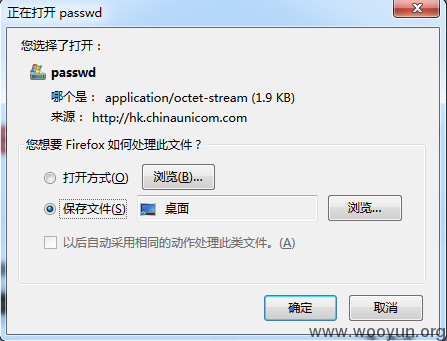 正在打开 passwd
您选择了打开：
passwd
哪个是： application/octet-stream (1.9 KB)
来源： http://hk.chinaunicom.com
您想要 Firefox 如何处理此文件？
打开方式(O) 浏览(B)...
保存文件(S) 桌面 浏览...
以后自动采用相同的动作处理此类文件。(A)
确定 取消
www.wooyun.org